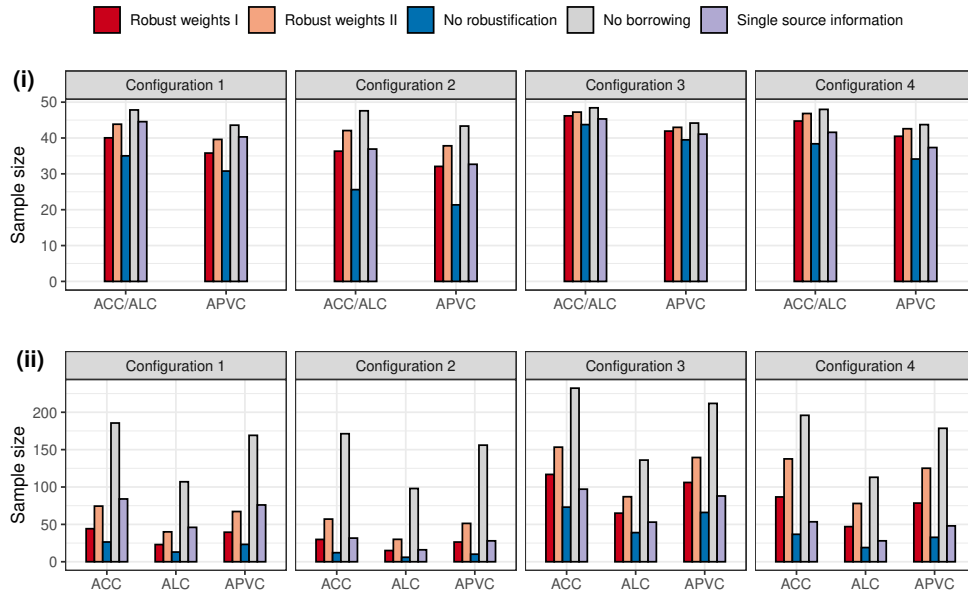 Robust weights I Robust weights II No robustification No borrowing Single source information
(i)
Configuration 1 Configuration 2 Configuration 3 Configuration 4
Sample size
50
40
30
20
10
0
ACC/ALC APVC ACC/ALC APVC ACC/ALC APVC ACC/ALC APVC
(ii)
Configuration 1 Configuration 2 Configuration 3 Configuration 4
Sample size
200
150
100
50
0
ACC ALC APVC ACC ALC APVC ACC ALC APVC ACC ALC APVC